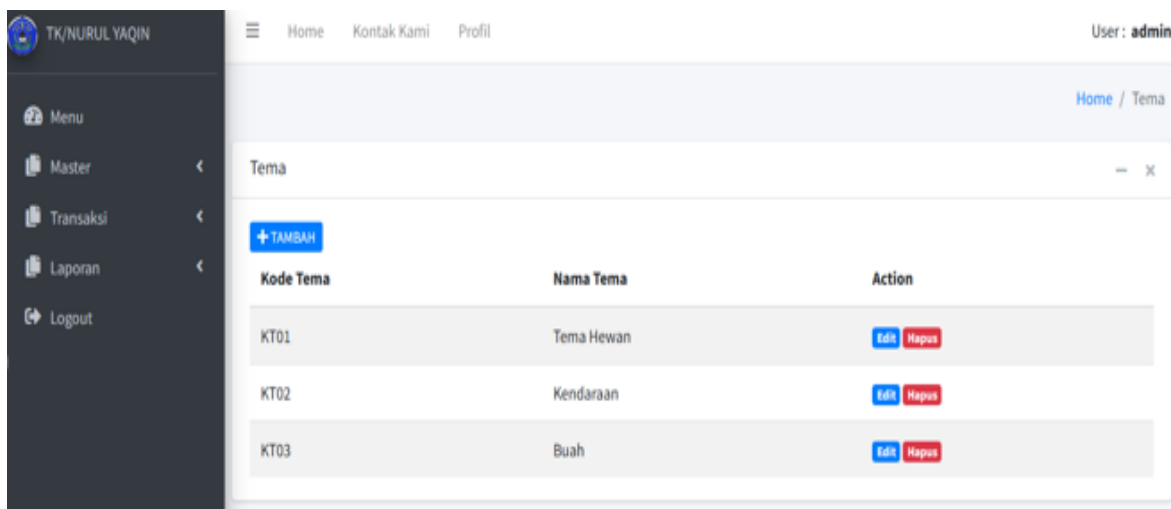 TK/NURUL YAQIN
Home Kontak Kami Profil
User : admin
Menu
Master
Transaksi
Laporan
Logout
Home / Tema
Tema
+ TAMBAH
Kode Tema Nama Tema Action
KT01 Tema Hewan Edit Hapus
KT02 Kendaraan Edit Hapus
KT03 Buah Edit Hapus